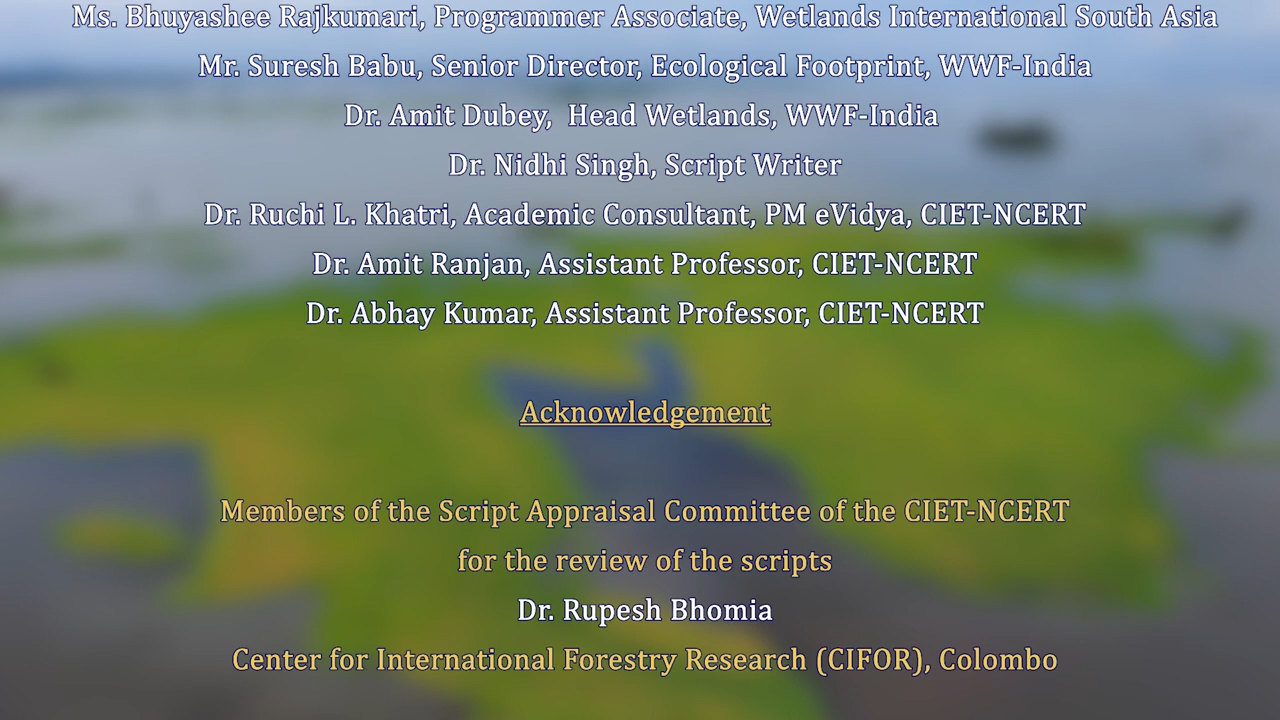 Ms. Bhuyashee Rajkumari, Programmer Associate, Wetlands International South Asia
Mr. Suresh Babu, Senior Director, Ecological Footprint, WWF-India
Dr. Amit Dubey, Head Wetlands, WWF-India
Dr. Nidhi Singh, Script Writer
Dr. Ruchi L. Khatri, Academic Consultant, PM eVidya, CIET-NCERT
Dr. Amit Ranjan, Assistant Professor, CIET-NCERT
Dr. Abhay Kumar, Assistant Professor, CIET-NCERT
Acknowledgement
Members of the Script Appraisal Committee of the CIET-NCERT
for the review of the scripts
Dr. Rupesh Bhomia
Center for International Forestry Research (CIFOR), Colombo